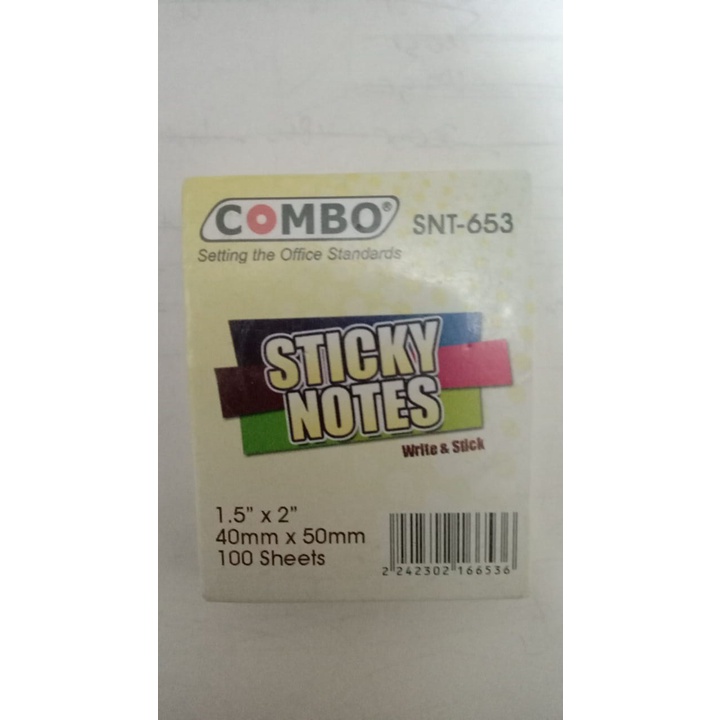 COMBO® SNT-653
Setting the Office Standards
STICKY
NOTES
Write & Stick
1.5" x 2"
40mm x 50mm
100 Sheets
2 242302 166536